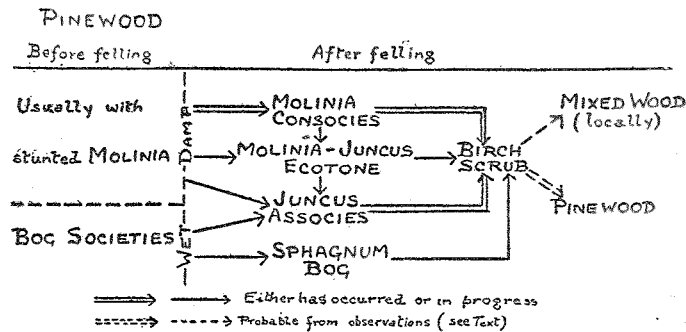 PINEWOOD
Before felling
After felling
Usually with
stunted MOLINIA
BOG SOCIETIES
DAMP
WET
MOLINIA
CONSOCIES
MOLINIA-JUNCUS
ECOTONE
JUNCUS
ASSOCIES
SPHAGNUM
BOG
BIRCH
SCRUB
MIXED WOOD
(locally)
PINEWOOD
Either has occurred or in progress
Probable from observations (see Text)